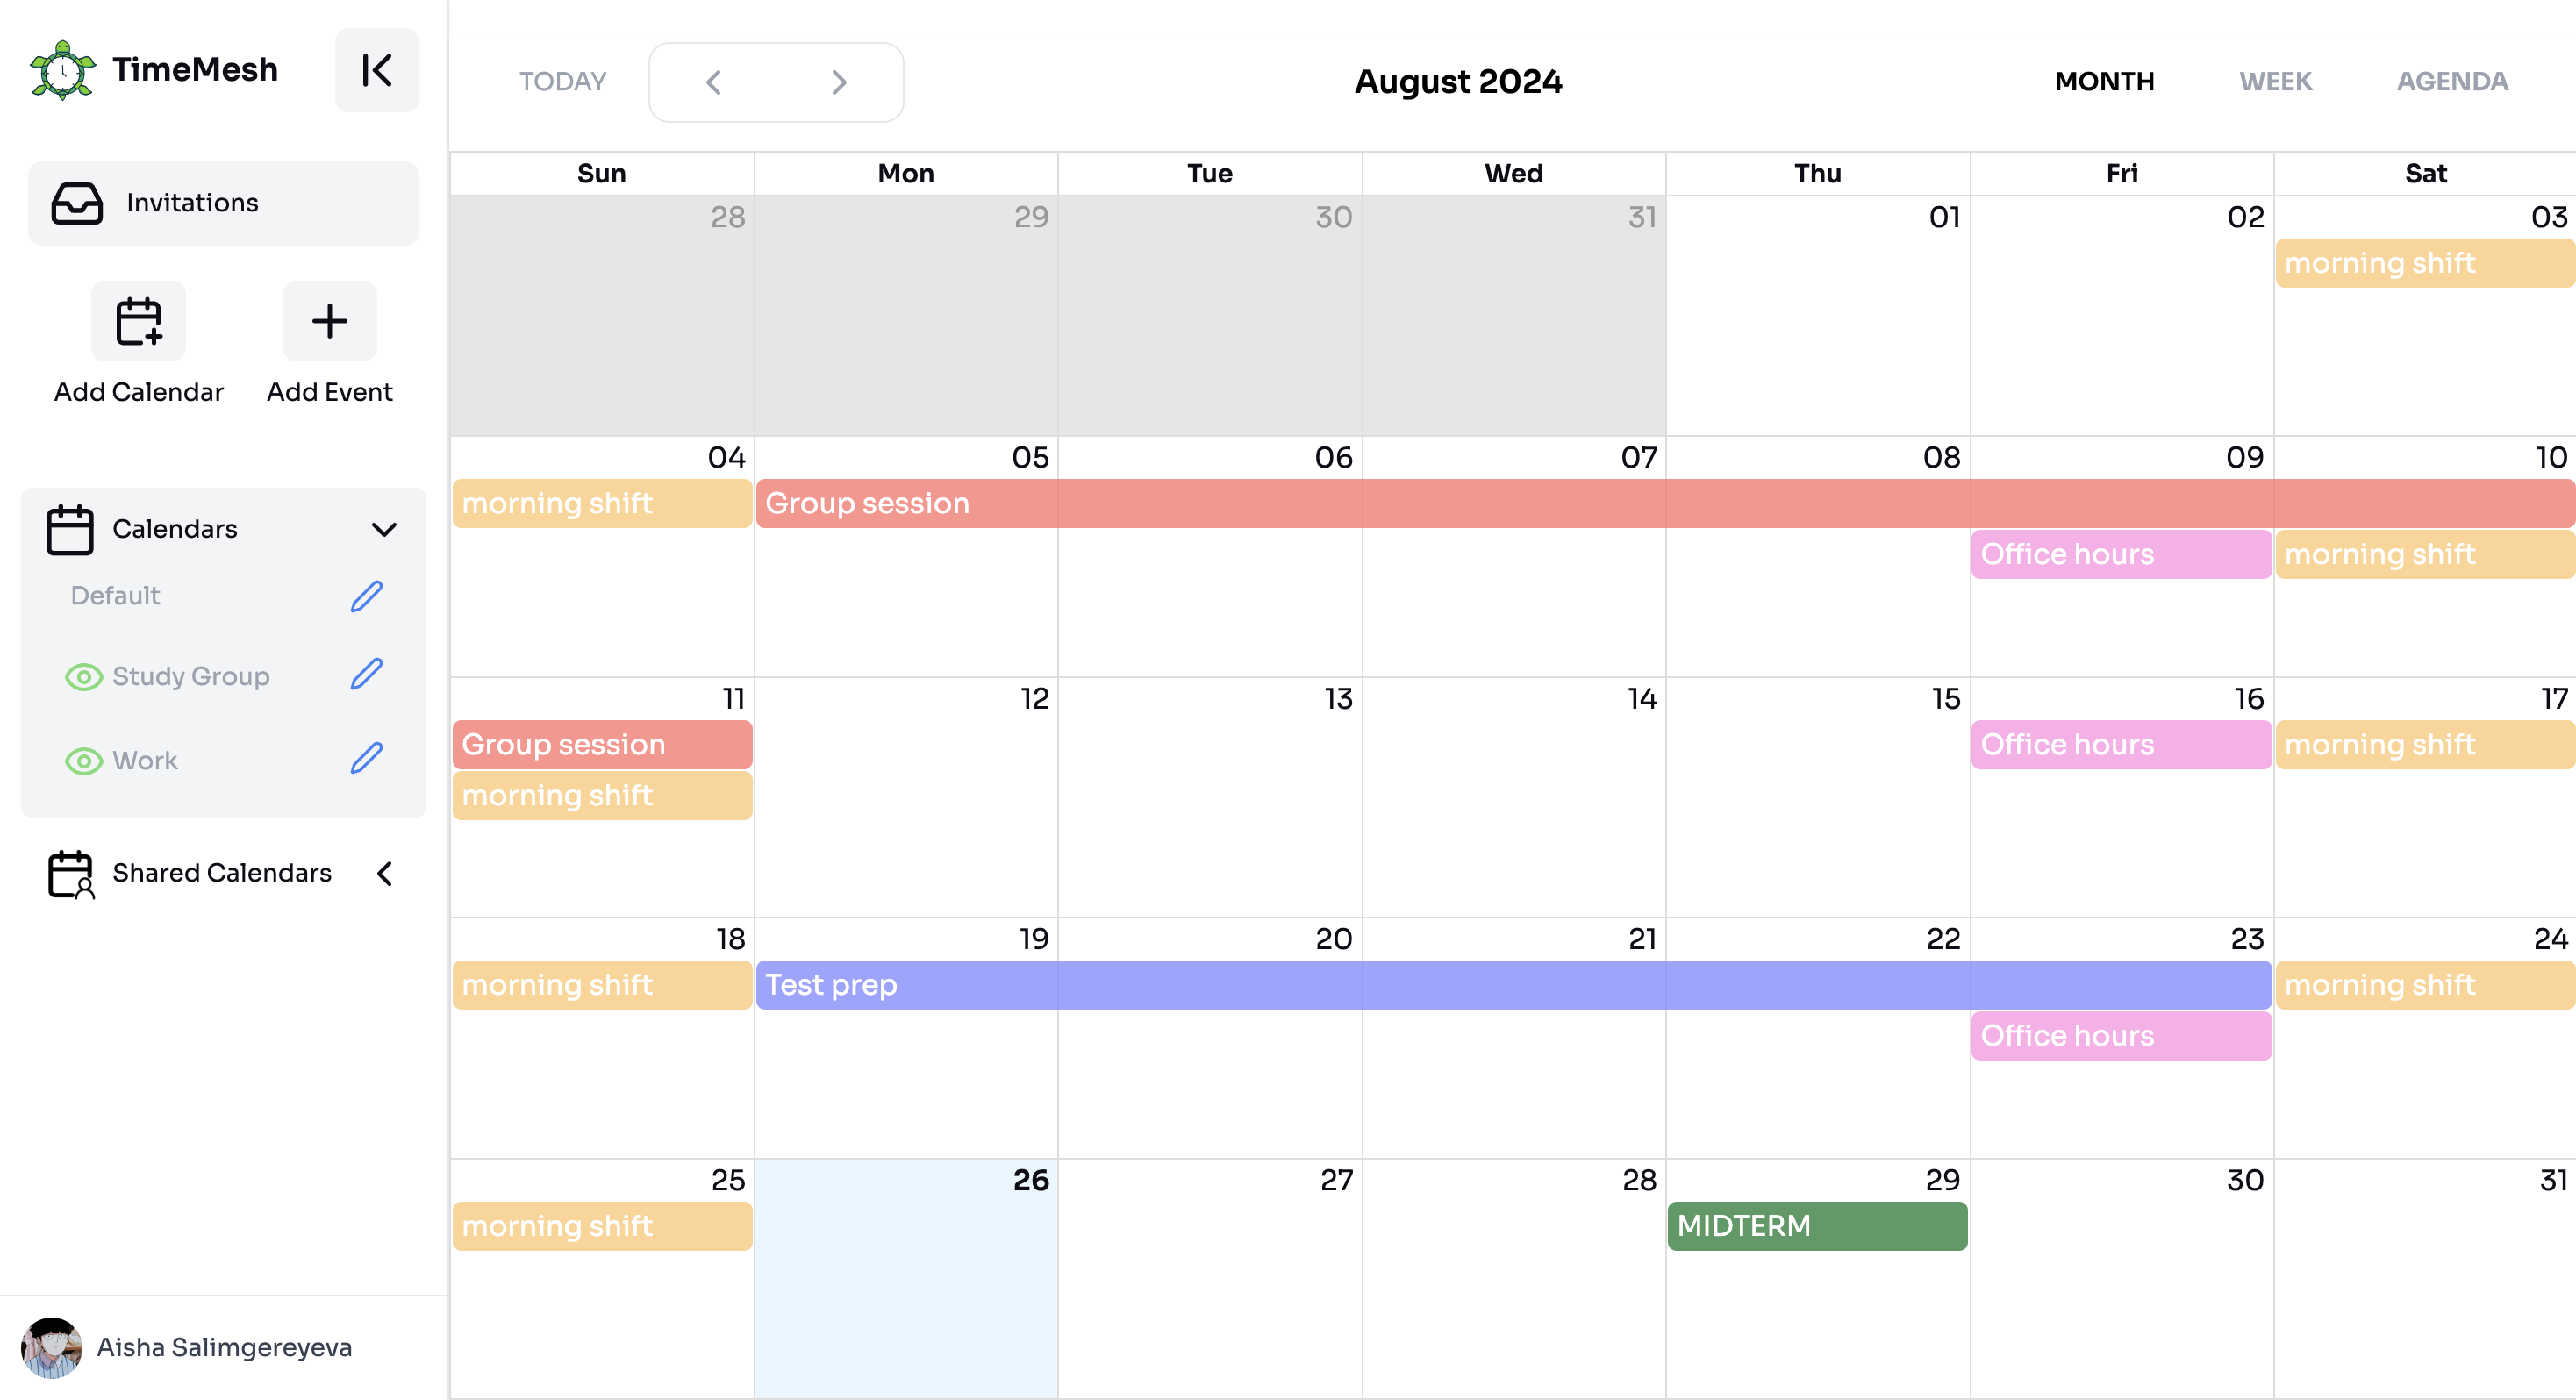 TimeMesh
Invitations
Add Calendar Add Event
Calendars
Default
Study Group
Work
Shared Calendars
Aisha Salimgereyeva
TODAY August 2024 MONTH WEEK AGENDA
Sun Mon Tue Wed Thu Fri Sat
28 29 30 31 01 02 03
morning shift
04 05 06 07 08 09 10
morning shift Group session
Office hours morning shift
11 12 13 14 15 16 17
Group session Office hours morning shift
morning shift
18 19 20 21 22 23 24
morning shift Test prep morning shift
Office hours
25 26 27 28 29 30 31
morning shift MIDTERM